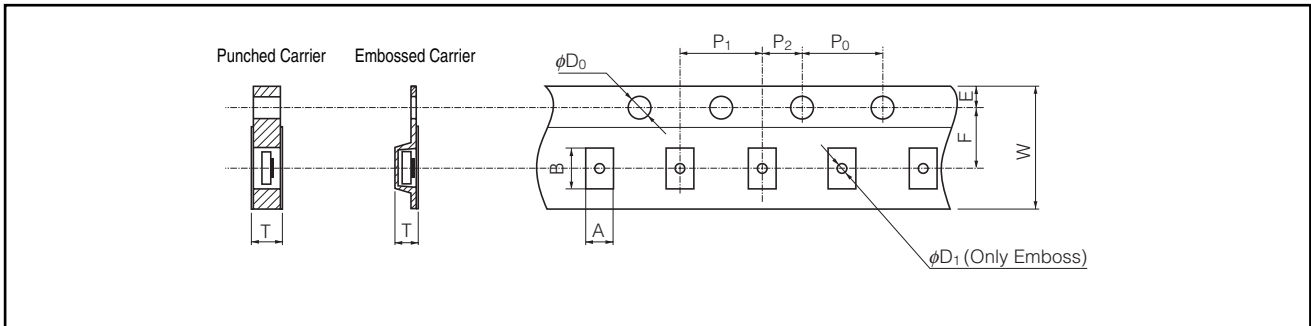 Punched Carrier
Embossed Carrier
ϕD₀
P₁
P₂
P₀
E
F
W
B
A
T
T
ϕD₁ (Only Emboss)